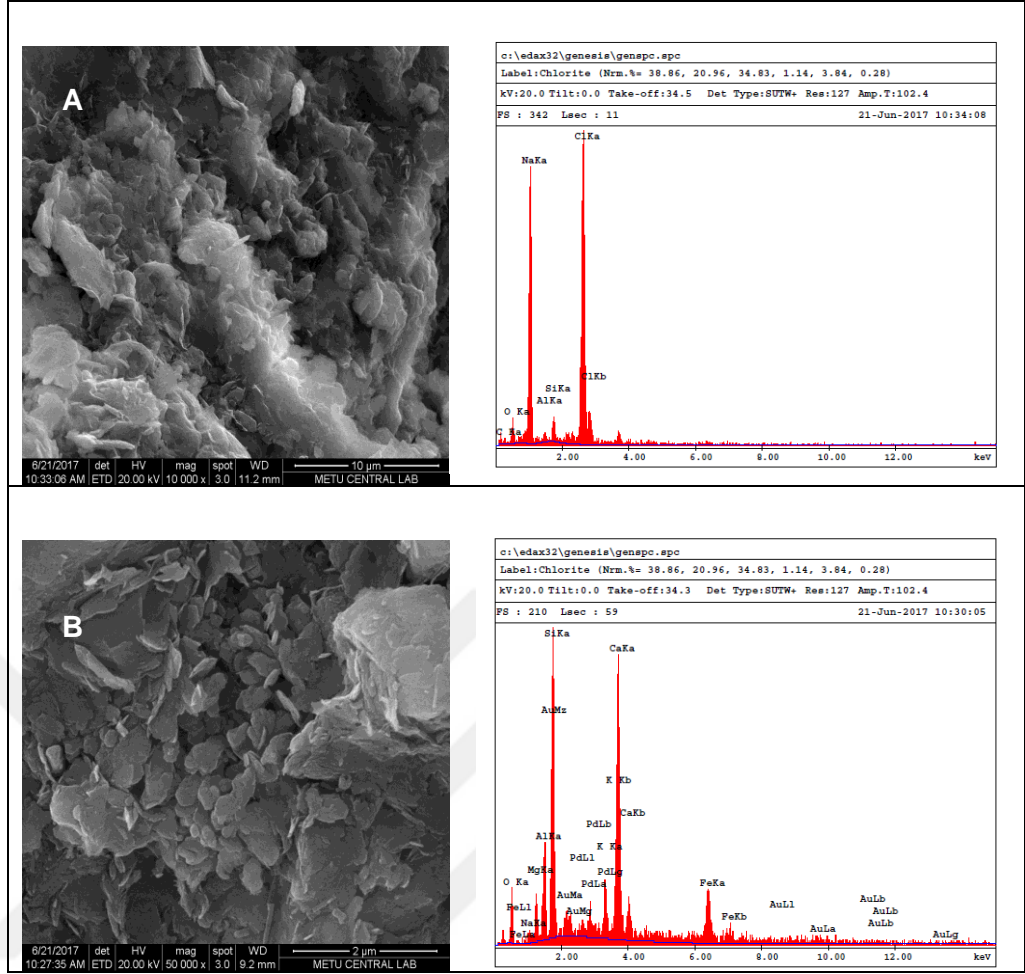 A
6/21/2017 det HV mag spot WD 10 µm
10:33:06 AM ETD 20.00 kV 10 000 x 3.0 11.2 mm METU CENTRAL LAB
c:\edax32\genesis\genspc.spc
Label:Chlorite (Nrm.%= 38.86, 20.96, 34.83, 1.14, 3.84, 0.28)
kV:20.0 Tilt:0.0 Take-off:34.5 Det Type:SUTW+ Res:127 Amp.T:102.4
FS : 342 Lsec : 11 21-Jun-2017 10:34:08
ClKa
NaKa
ClKb
SiKa
AlKa
O Ka
C Ka
2.00 4.00 6.00 8.00 10.00 12.00 keV
B
6/21/2017 det HV mag spot WD 2 µm
10:27:35 AM ETD 20.00 kV 50 000 x 3.0 9.2 mm METU CENTRAL LAB
c:\edax32\genesis\genspc.spc
Label:Chlorite (Nrm.%= 38.86, 20.96, 34.83, 1.14, 3.84, 0.28)
kV:20.0 Tilt:0.0 Take-off:34.3 Det Type:SUTW+ Res:127 Amp.T:102.4
FS : 210 Lsec : 59 21-Jun-2017 10:30:05
SiKa
CaKa
AuMz
K Kb
CaKb
PdLb
AlKa
K Ka
PdLl
MgKa
PdLg
O Ka
PdLa
FeKa
AuLl
AuMa
AuLb
FeLl
AuMg
AuLb
FeKb
NaKa
AuLb
AuLa
FeLa
AuLg
2.00 4.00 6.00 8.00 10.00 12.00 keV